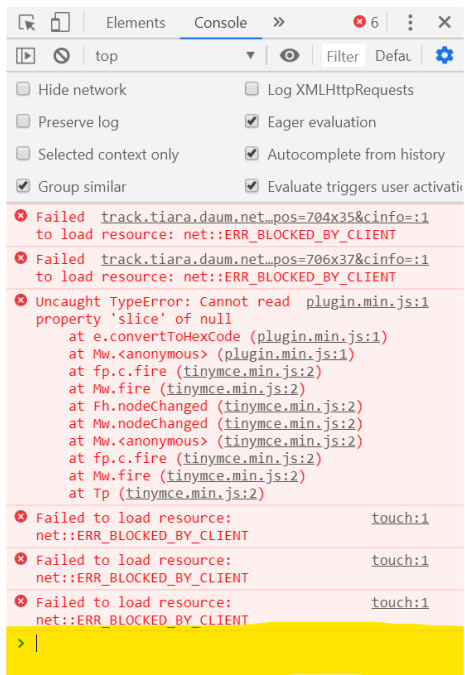 Elements Console » 6
top Filter Defau
Hide network Log XMLHttpRequests
Preserve log Eager evaluation
Selected context only Autocomplete from history
Group similar Evaluate triggers user activati
Failed track.tiara.daum.net…pos=704x35&cinfo=:1
to load resource: net::ERR_BLOCKED_BY_CLIENT
Failed track.tiara.daum.net…pos=706x37&cinfo=:1
to load resource: net::ERR_BLOCKED_BY_CLIENT
Uncaught TypeError: Cannot read plugin.min.js:1
property 'slice' of null
at e.convertToHexCode (plugin.min.js:1)
at Mw.<anonymous> (plugin.min.js:1)
at fp.c.fire (tinymce.min.js:2)
at Mw.fire (tinymce.min.js:2)
at Fh.nodeChanged (tinymce.min.js:2)
at Mw.nodeChanged (tinymce.min.js:2)
at Mw.<anonymous> (tinymce.min.js:2)
at fp.c.fire (tinymce.min.js:2)
at Mw.fire (tinymce.min.js:2)
at Tp (tinymce.min.js:2)
Failed to load resource: touch:1
net::ERR_BLOCKED_BY_CLIENT
Failed to load resource: touch:1
net::ERR_BLOCKED_BY_CLIENT
Failed to load resource: touch:1
net::ERR_BLOCKED_BY_CLIENT
>